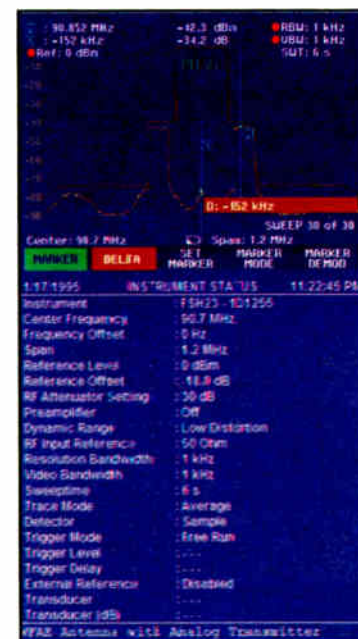 : 90.852 MHz -42.3 dBm RBW: 1 kHz
: -152 kHz -34.2 dB VBW: 1 kHz
Ref: 0 dBm SWT: 6 s
D: -152 kHz
SWEEP 30 of 30
Center: 90.7 MHz Span: 1.2 MHz
MARKER DELTA SET MARKER MARKER MODE MARKER DEMOD
1/17/1995 INSTRUMENT STATUS 11:22:45 PM
Instrument : FSH23 - ID1255
Center Frequency : 90.7 MHz
Frequency Offset : 0 Hz
Span : 1.2 MHz
Reference Level : 0 dBm
Reference Offset : -18.8 dB
RF Attenuator Setting : 30 dB
Preamplifier : Off
Dynamic Range : Low Distortion
RF Input Reference : 50 Ohm
Resolution Bandwidth : 1 kHz
Video Bandwidth : 1 kHz
Sweeptime : 6 s
Trace Mode : Average
Detector : Sample
Trigger Mode : Free Run
Trigger Level : ---
Trigger Delay : ---
External Reference : Disabled
Transducer : ---
Transducer (dB) : ---
WFAE Antenna with Analog Transmitter